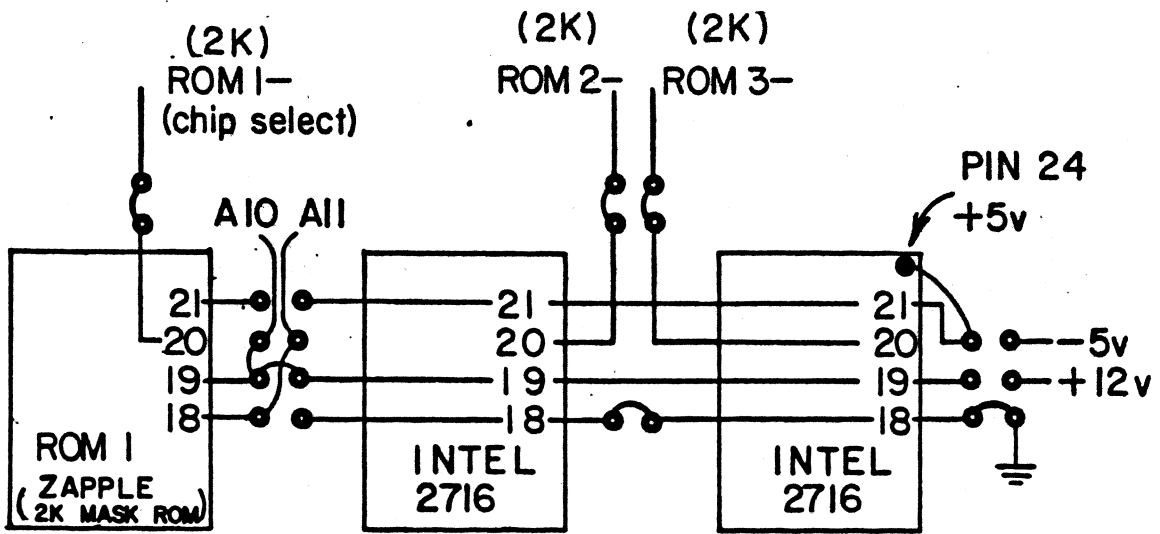 (2K)
ROM 1–
(chip select)
(2K)
ROM 2–
(2K)
ROM 3–
PIN 24
+5v
A10 A11
21
20
19
18
ROM 1
ZAPPLE
(2K MASK ROM)
21
20
19
18
INTEL
2716
21
20
19
18
INTEL
2716
–5v
+12v